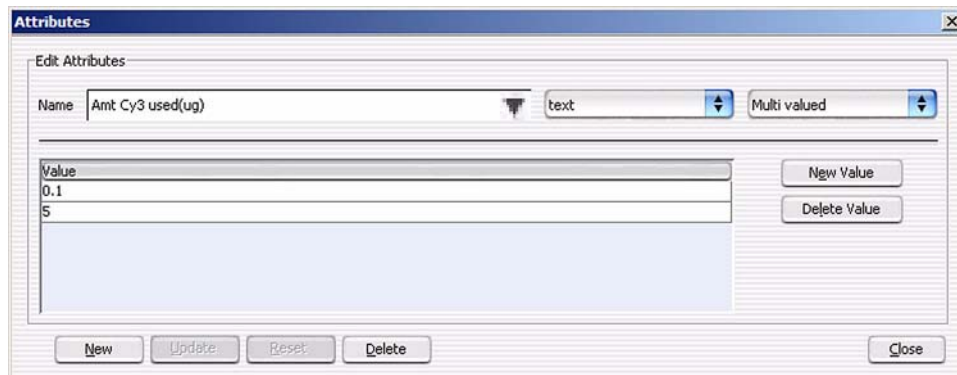 Attributes
Edit Attributes
Name Amt Cy3 used(ug) text Multi valued
Value
0.1
5
New Value
Delete Value
New Update Reset Delete Close